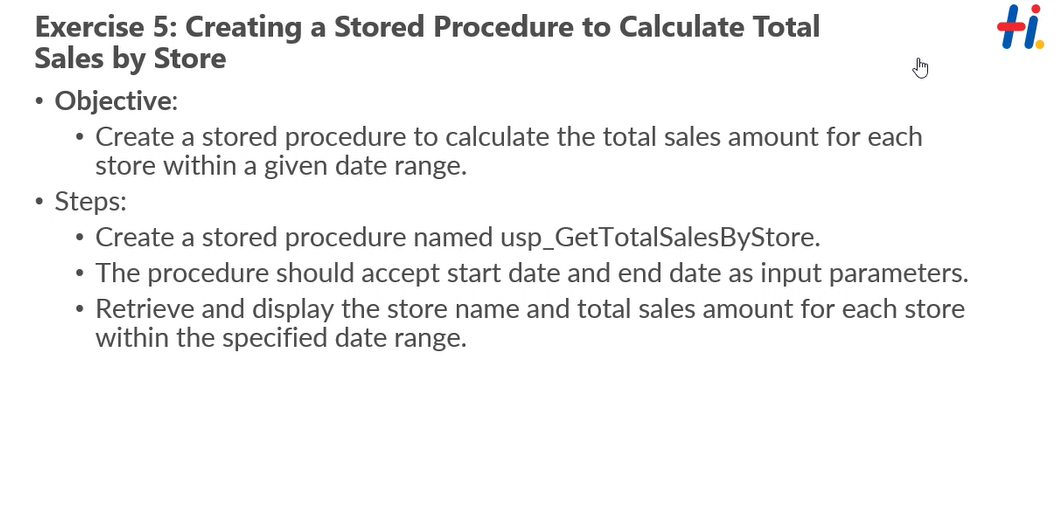 Exercise 5: Creating a Stored Procedure to Calculate Total
Sales by Store
• Objective:
• Create a stored procedure to calculate the total sales amount for each
store within a given date range.
• Steps:
• Create a stored procedure named usp_GetTotalSalesByStore.
• The procedure should accept start date and end date as input parameters.
• Retrieve and display the store name and total sales amount for each store
within the specified date range.
Hi.